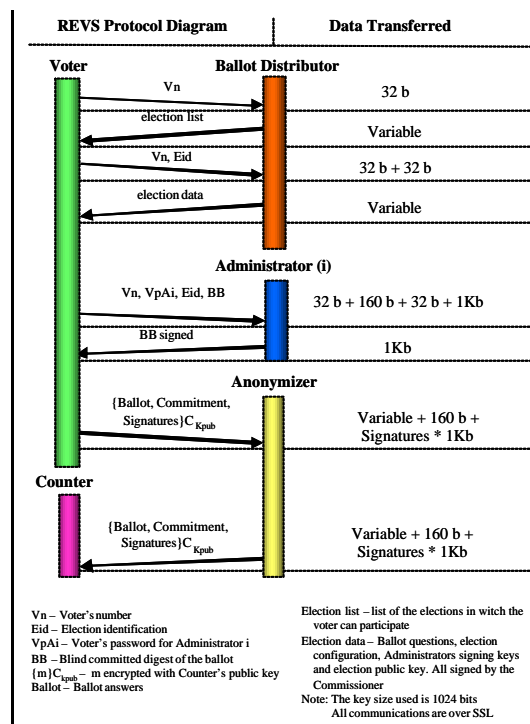 REVS Protocol Diagram
Data Transferred
Voter
Ballot Distributor
Vn
32 b
election list
Variable
Vn, Eid
32 b + 32 b
election data
Variable
Administrator (i)
Vn, VpAi, Eid, BB
32 b + 160 b + 32 b + 1Kb
BB signed
1Kb
Anonymizer
{Ballot, Commitment,
Signatures}C Kpub
Variable + 160 b +
Signatures * 1Kb
Counter
{Ballot, Commitment,
Signatures}C Kpub
Variable + 160 b +
Signatures * 1Kb
Vn – Voter's number
Eid – Election identification
VpAi – Voter's password for Administrator i
BB – Blind committed digest of the ballot
{m}C kpub – m encrypted with Counter's public key
Ballot – Ballot answers
Election list – list of the elections in witch the
voter can participate
Election data – Ballot questions, election
configuration, Administrators signing keys
and election public key. All signed by the
Commissioner
Note: The key size used is 1024 bits
All communications are over SSL